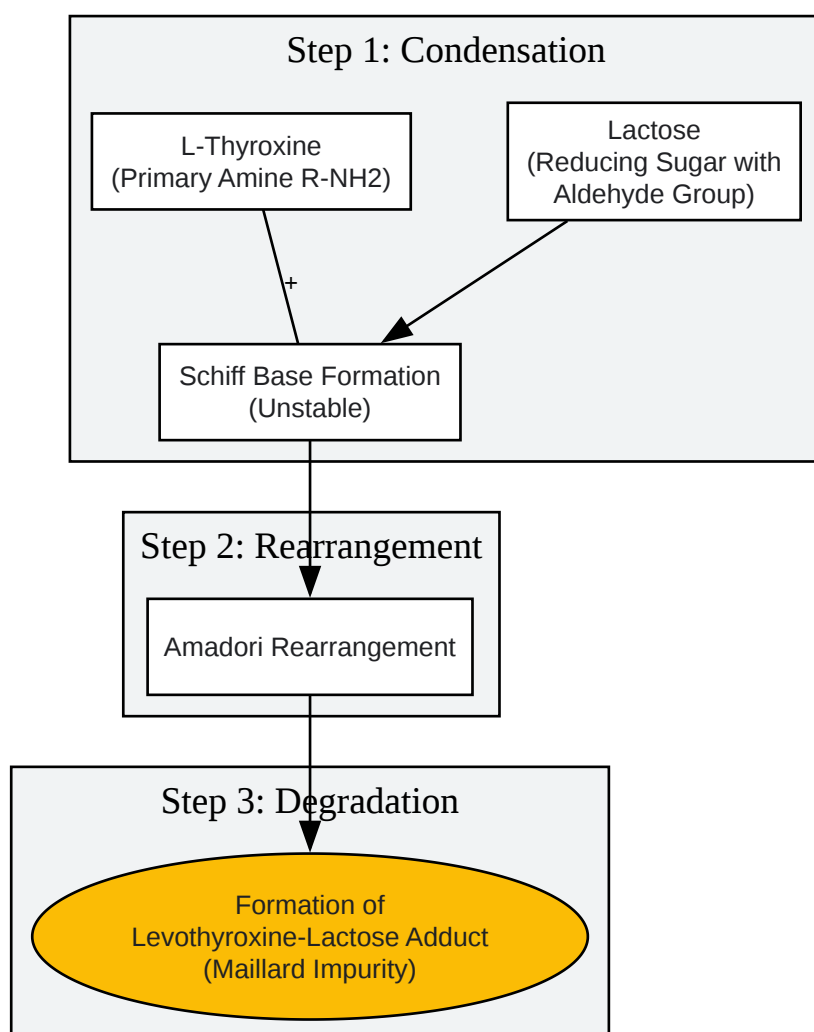 Step 1: Condensation
L-Thyroxine
(Primary Amine R-NH2)
Lactose
(Reducing Sugar with
Aldehyde Group)
+
Schiff Base Formation
(Unstable)
Step 2: Rearrangement
Amadori Rearrangement
Step 3: Degradation
Formation of
Levothyroxine-Lactose Adduct
(Maillard Impurity)